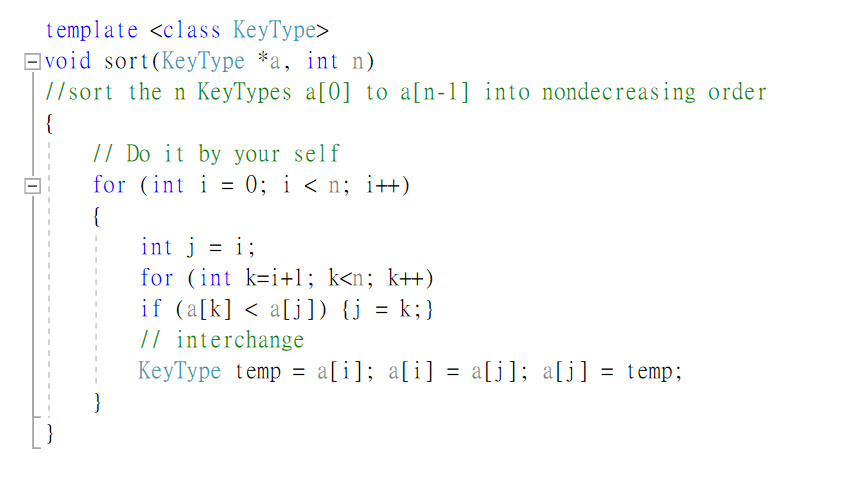 template <class KeyType>
void sort(KeyType *a, int n)
//sort the n KeyTypes a[0] to a[n-1] into nondecreasing order
{
// Do it by your self
for (int i = 0; i < n; i++)
{
int j = i;
for (int k=i+1; k<n; k++)
if (a[k] < a[j]) {j = k;}
// interchange
KeyType temp = a[i]; a[i] = a[j]; a[j] = temp;
}
}